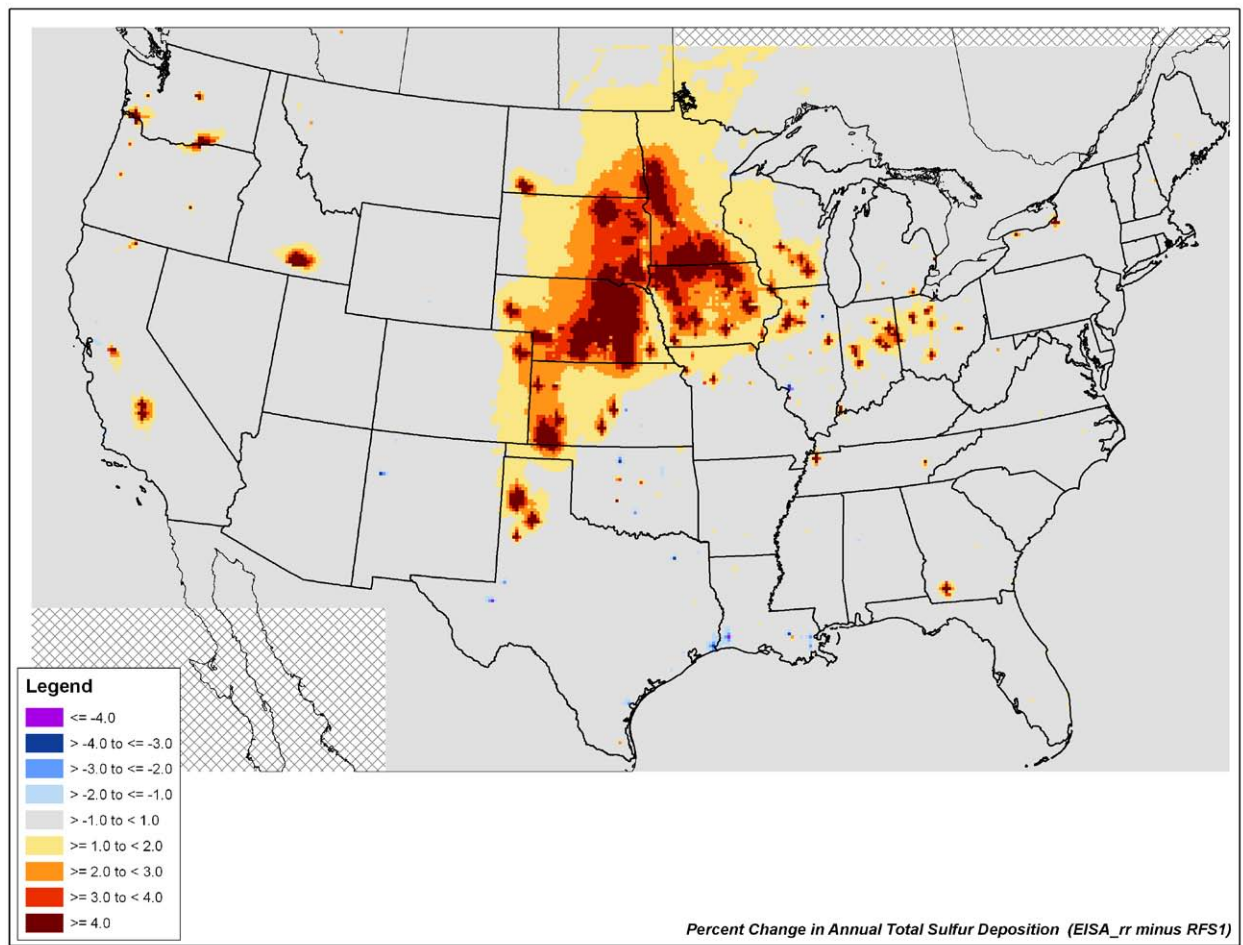 Legend
<= -4.0
> -4.0 to <= -3.0
> -3.0 to <= -2.0
> -2.0 to <= -1.0
> -1.0 to < 1.0
>= 1.0 to < 2.0
>= 2.0 to < 3.0
>= 3.0 to < 4.0
>= 4.0
Percent Change in Annual Total Sulfur Deposition (EISA_rr minus RFS1)